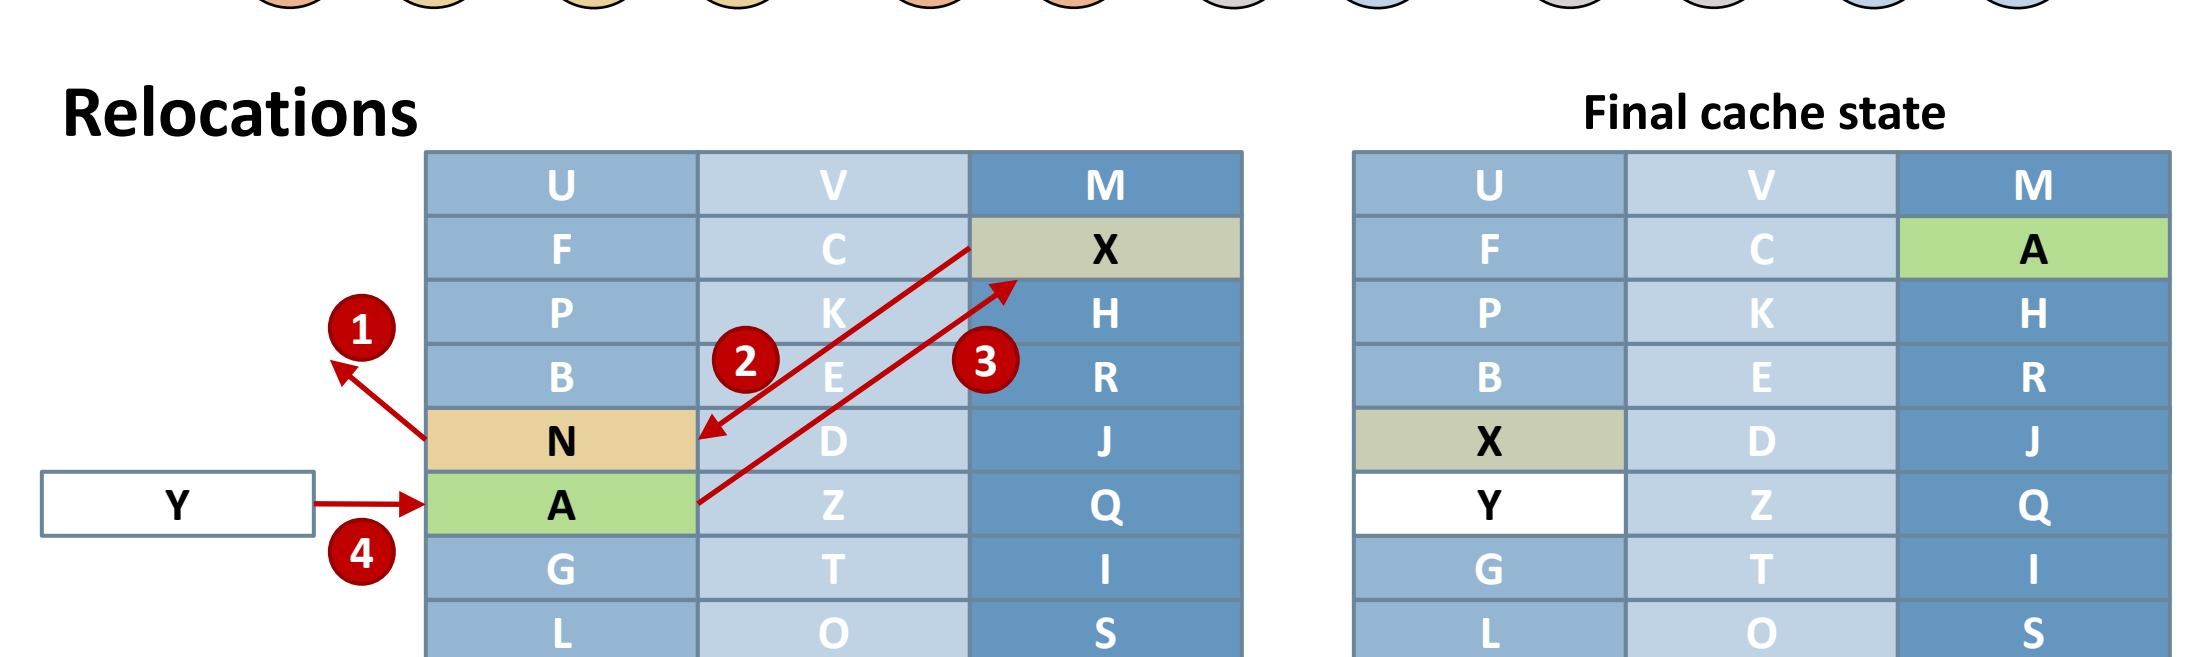 Relocations
Final cache state
U V M
F C X
P K H
B E R
N D J
A Z Q
G T I
L O S
Y
1
2
3
4
U V M
F C A
P K H
B E R
X D J
Y Z Q
G T I
L O S